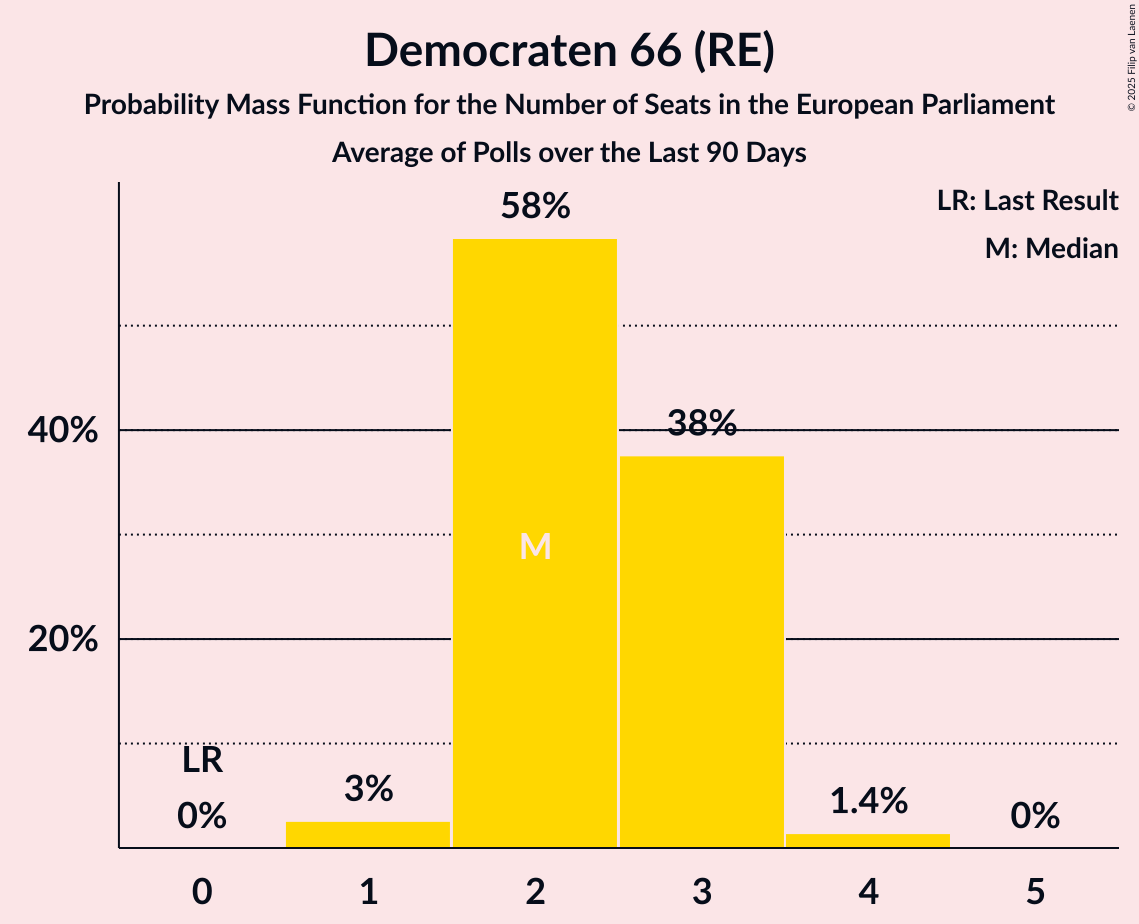 Democraten 66 (RE)
Probability Mass Function for the Number of Seats in the European Parliament
Average of Polls over the Last 90 Days
© 2025 Filip van Laenen
LR: Last Result
M: Median
58%
40%
38%
M
20%
LR
0%
3%
1.4%
0%
0 1 2 3 4 5